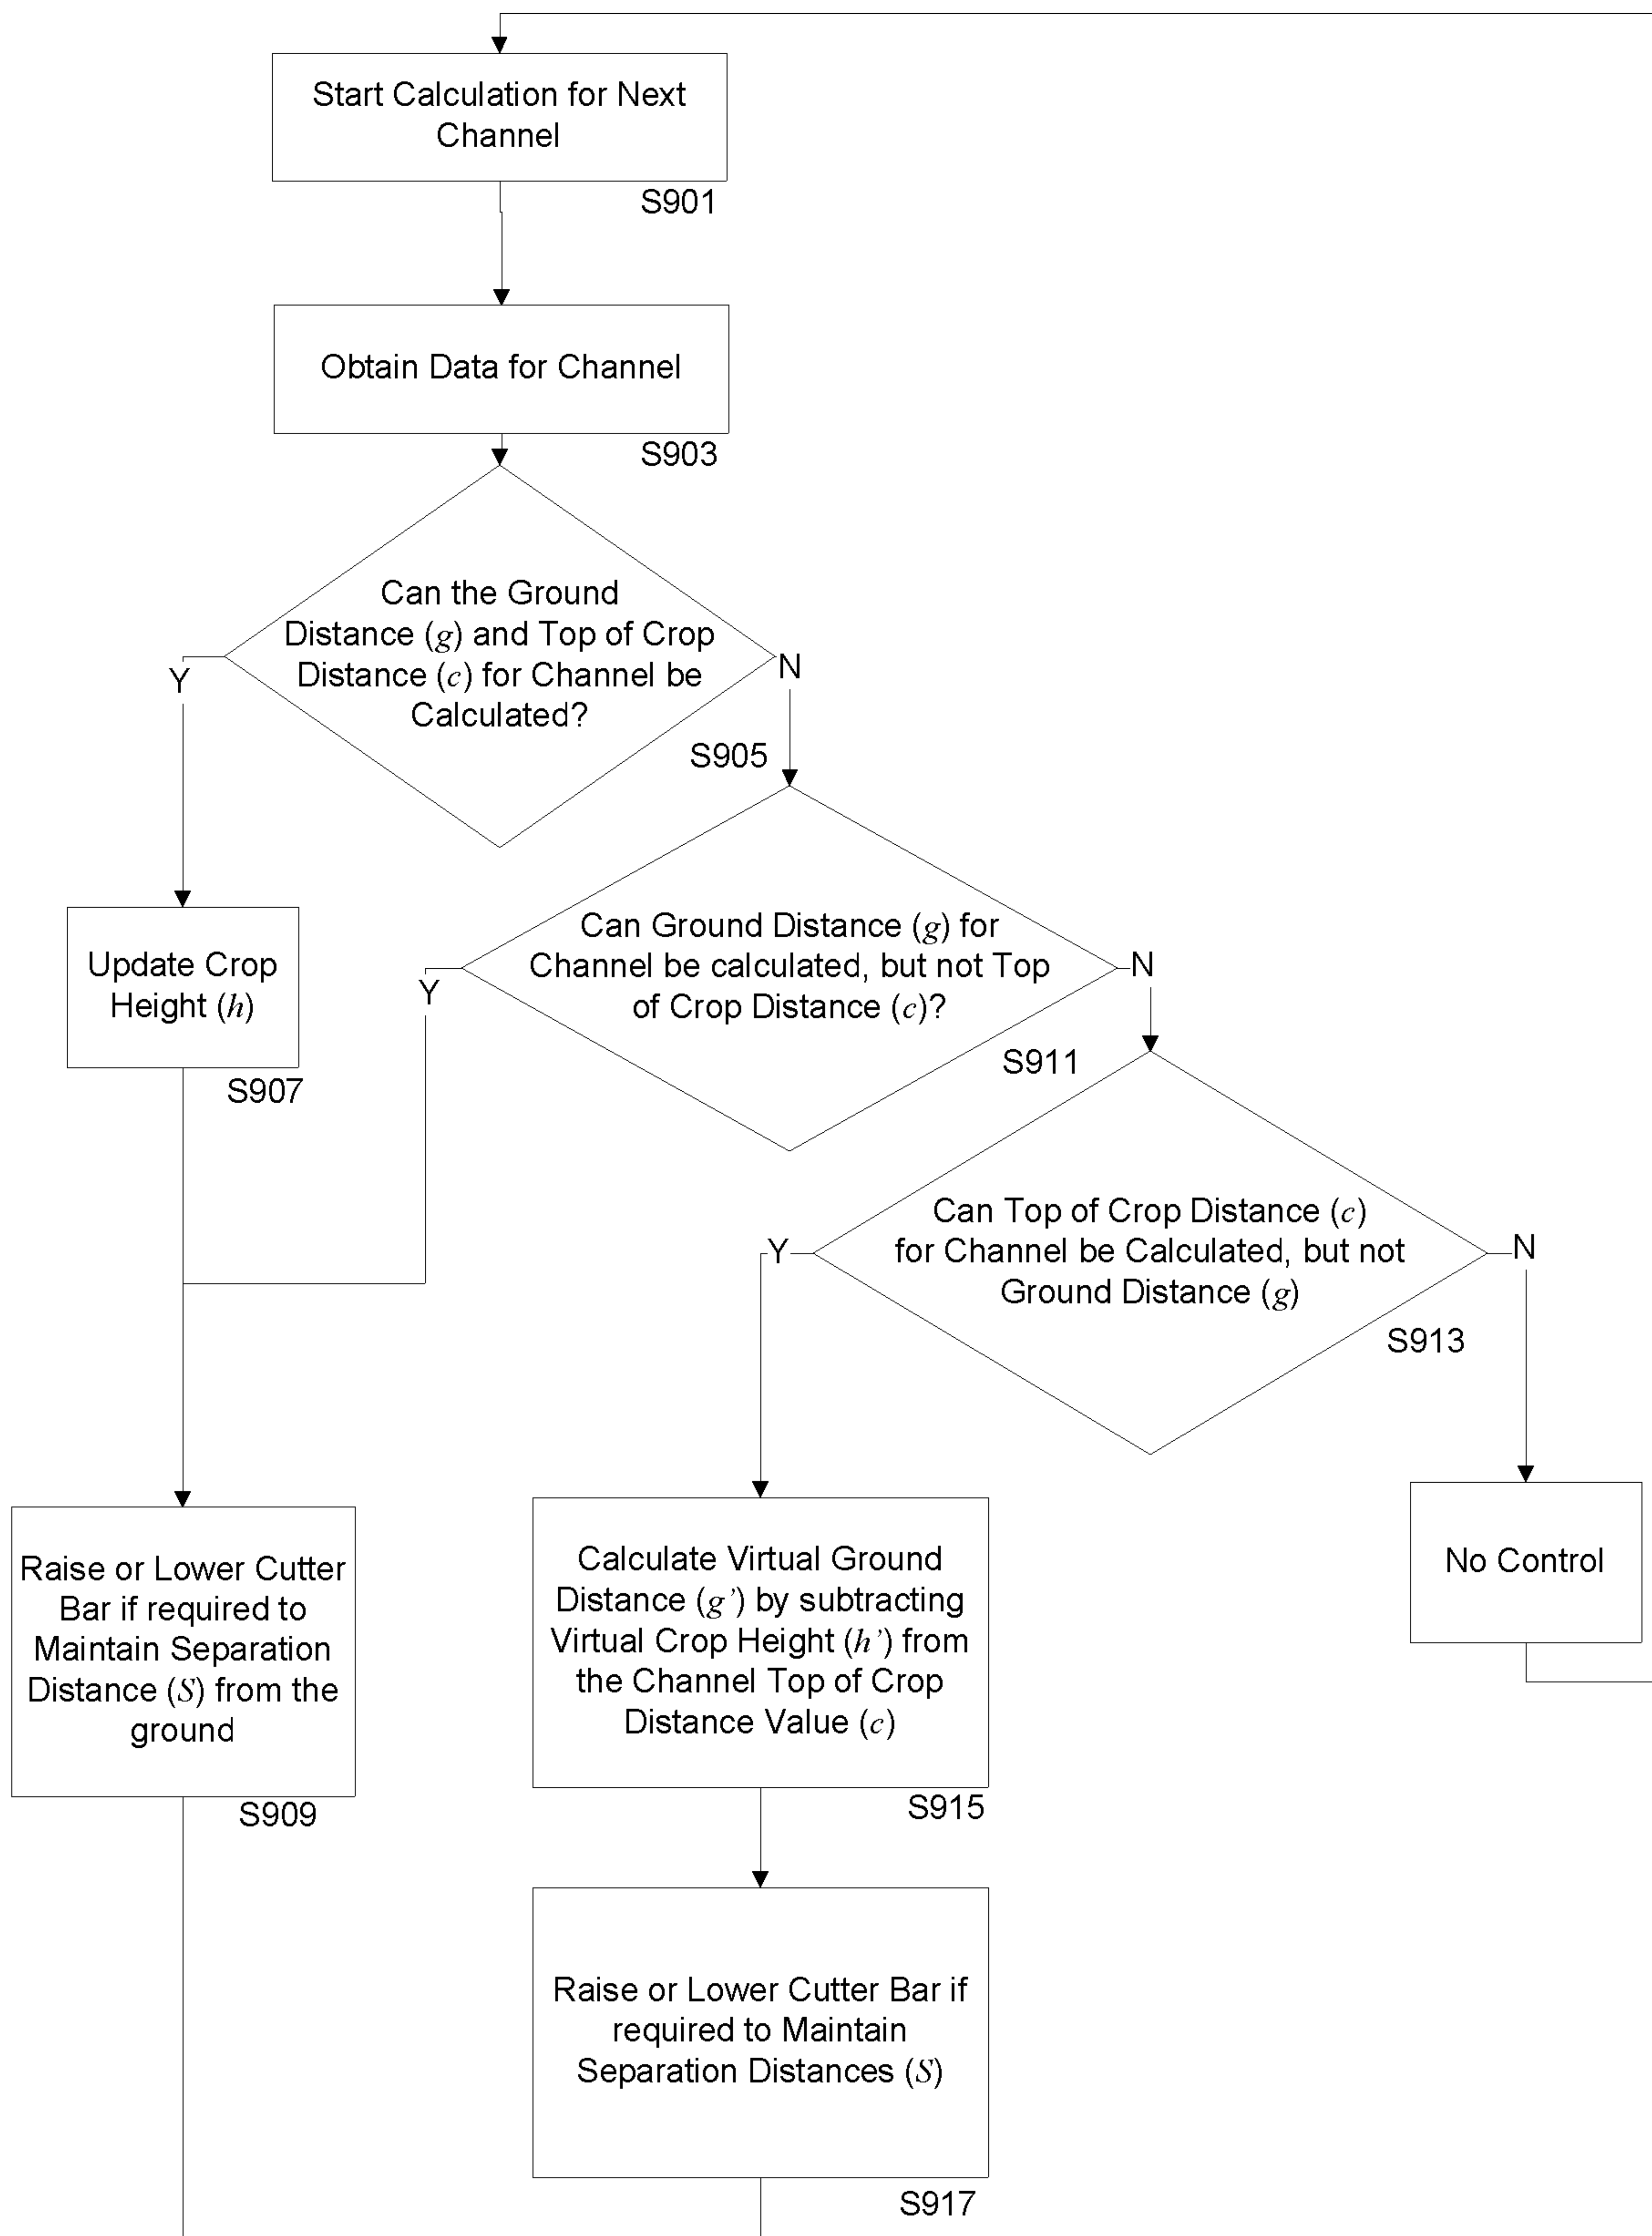 Start Calculation for Next
Channel
S901
Obtain Data for Channel
S903
Can the Ground
Distance (g) and Top of Crop
Distance (c) for Channel be
Calculated?
Y
N
S905
Can Ground Distance (g) for
Channel be calculated, but not Top
of Crop Distance (c)?
Y
N
S911
Update Crop
Height (h)
S907
Can Top of Crop Distance (c)
for Channel be Calculated, but not
Ground Distance (g)
Y
N
S913
Raise or Lower Cutter
Bar if required to
Maintain Separation
Distance (S) from the
ground
S909
Calculate Virtual Ground
Distance (g’) by subtracting
Virtual Crop Height (h’) from
the Channel Top of Crop
Distance Value (c)
S915
No Control
Raise or Lower Cutter Bar if
required to Maintain
Separation Distances (S)
S917